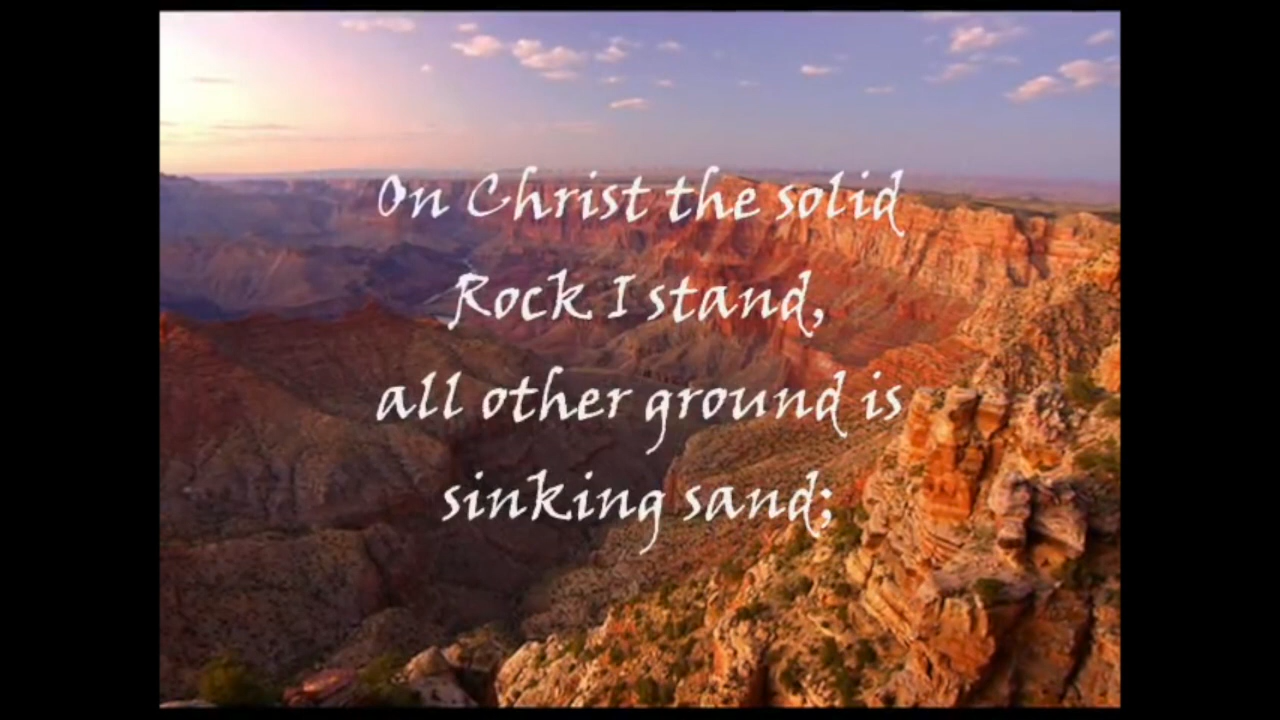 On Christ the solid
Rock I stand,
all other ground is
sinking sand;